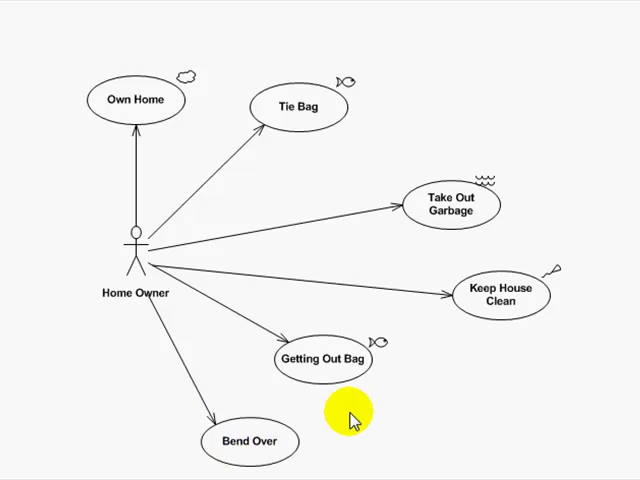 Own Home
Tie Bag
Take Out
Garbage
Keep House
Clean
Home Owner
Getting Out Bag
Bend Over